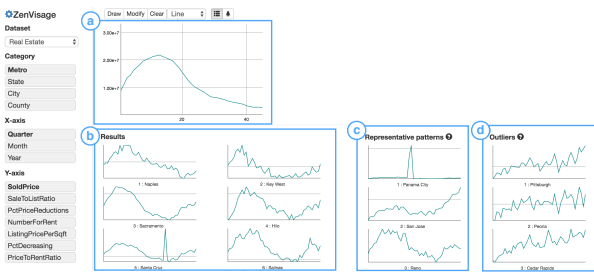 ZenVisage
Dataset
Real Estate
Category
Metro
State
City
County
X-axis
Quarter
Month
Year
Y-axis
SoldPrice
SaleToListRatio
PctPriceReductions
NumberForRent
ListingPricePerSqft
PctDecreasing
PriceToRentRatio
Draw Modify Clear Line
a
3.00e+7
2.00e+7
1.00e+7
20 40
b
Results
1 : Naples
2 : Key West
3 : Sacramento
4 : Hilo
5 : Santa Cruz
6 : Salinas
c
Representative patterns
1 : Panama City
2 : San Jose
3 : Reno
d
Outliers
1 : Pittsburgh
2 : Peoria
3 : Cedar Rapids